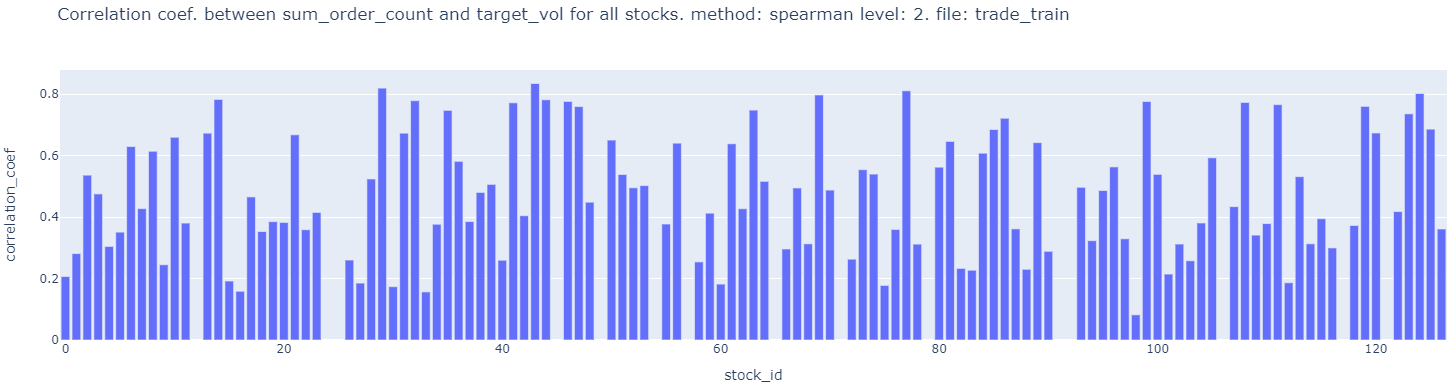 Correlation coef. between sum_order_count and target_vol for all stocks. method: spearman level: 2. file: trade_train
correlation_coef
0.8
0.6
0.4
0.2
0
0 20 40 60 80 100 120
stock_id